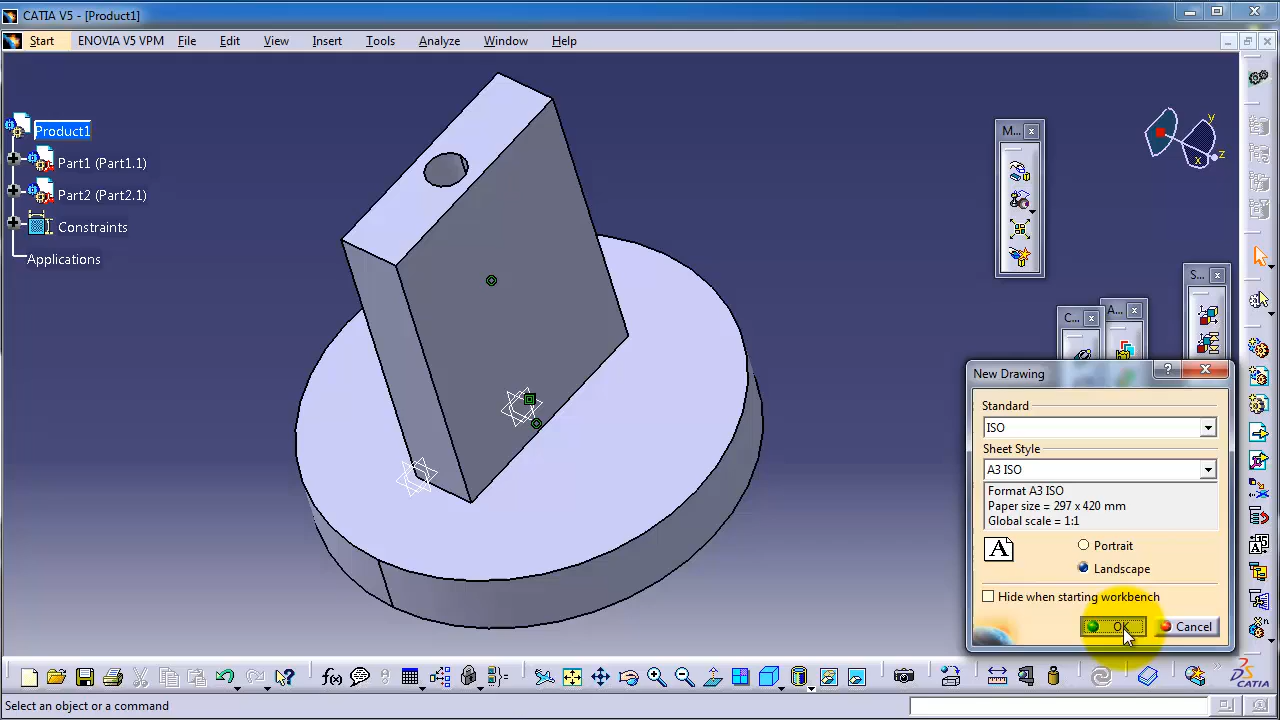 CATIA V5 - [Product1]
Start ENOVIA V5 VPM File Edit View Insert Tools Analyze Window Help
Product1
Part1 (Part1.1)
Part2 (Part2.1)
Constraints
Applications
y
x z
M...
S...
C... A...
New Drawing
Standard
ISO
Sheet Style
A3 ISO
Format A3 ISO
Paper size = 297 x 420 mm
Global scale = 1:1
A
Portrait
Landscape
Hide when starting workbench
OK Cancel
f(x)
CATIA
Select an object or a command